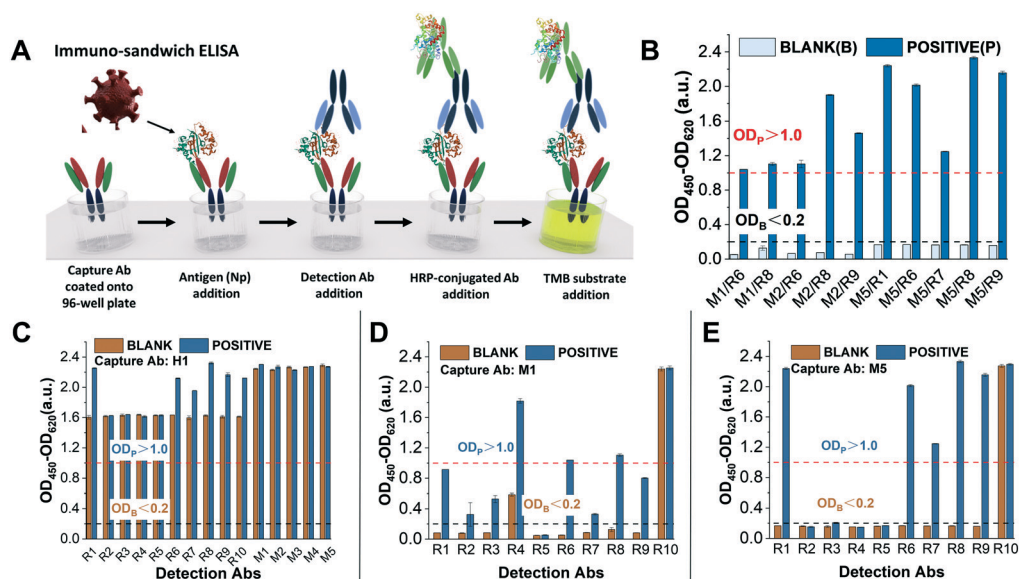 A
Immuno-sandwich ELISA
Capture Ab
coated onto
96-well plate
Antigen (Np)
addition
Detection Ab
addition
HRP-conjugated Ab
addition
TMB substrate
addition
B
BLANK(B) POSITIVE(P)
OD450-OD620 (a.u.)
2.4
2.0
1.6
1.2
0.8
0.4
0.0
ODP>1.0
ODB<0.2
M1/R6 M1/R8 M2/R6 M2/R8 M2/R9 M5/R1 M5/R6 M5/R7 M5/R8 M5/R9
C
BLANK POSITIVE
Capture Ab: H1
OD450-OD620(a.u.)
2.4
2.0
1.6
1.2
0.8
0.4
0.0
ODP>1.0
ODB<0.2
R1 R2 R3 R4 R5 R6 R7 R8 R9 R10 M1 M2 M3 M4 M5
Detection Abs
D
BLANK POSITIVE
Capture Ab: M1
OD450-OD620 (a.u.)
2.4
2.0
1.6
1.2
0.8
0.4
0.0
ODP>1.0
ODB<0.2
R1 R2 R3 R4 R5 R6 R7 R8 R9 R10
Detection Abs
E
BLANK POSITIVE
Capture Ab: M5
OD450-OD620 (a.u.)
2.4
2.0
1.6
1.2
0.8
0.4
0.0
ODP>1.0
ODB<0.2
R1 R2 R3 R4 R5 R6 R7 R8 R9 R10
Detection Abs